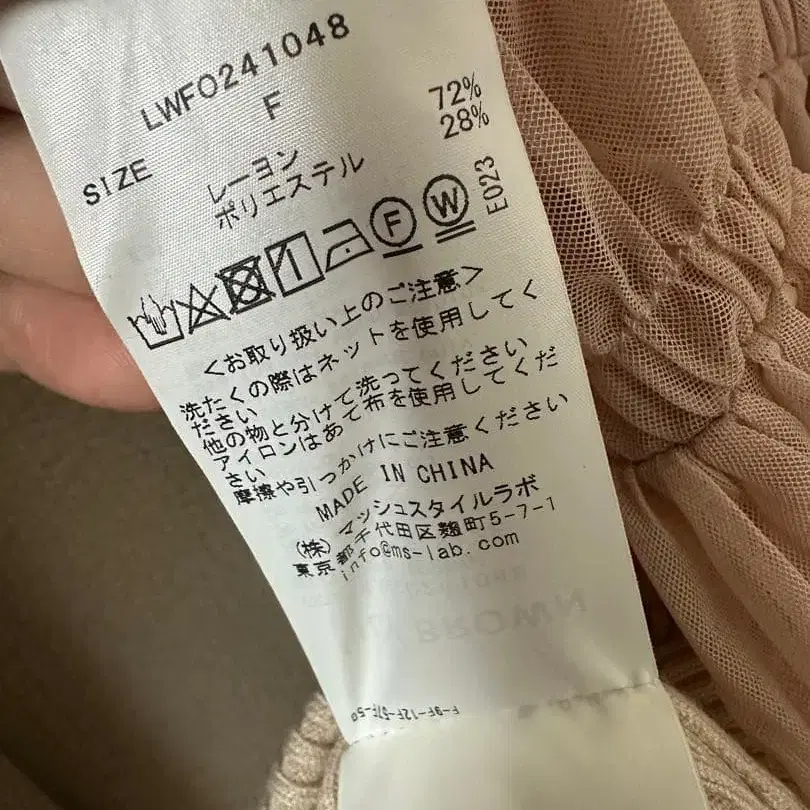 LWFO241048
SIZE F
レーヨン 72%
ポリエステル 28%
F W E023
<お取り扱い上のご注意>
洗たくの際はネットを使用してく
ださい
他の物と分けて洗ってください
アイロンはあて布を使用してくだ
さい
摩擦や引っかけにご注意ください
MADE IN CHINA
(株)マッシュスタイルラボ
東京都千代田区麹町5-7-1
info@ms-lab.com